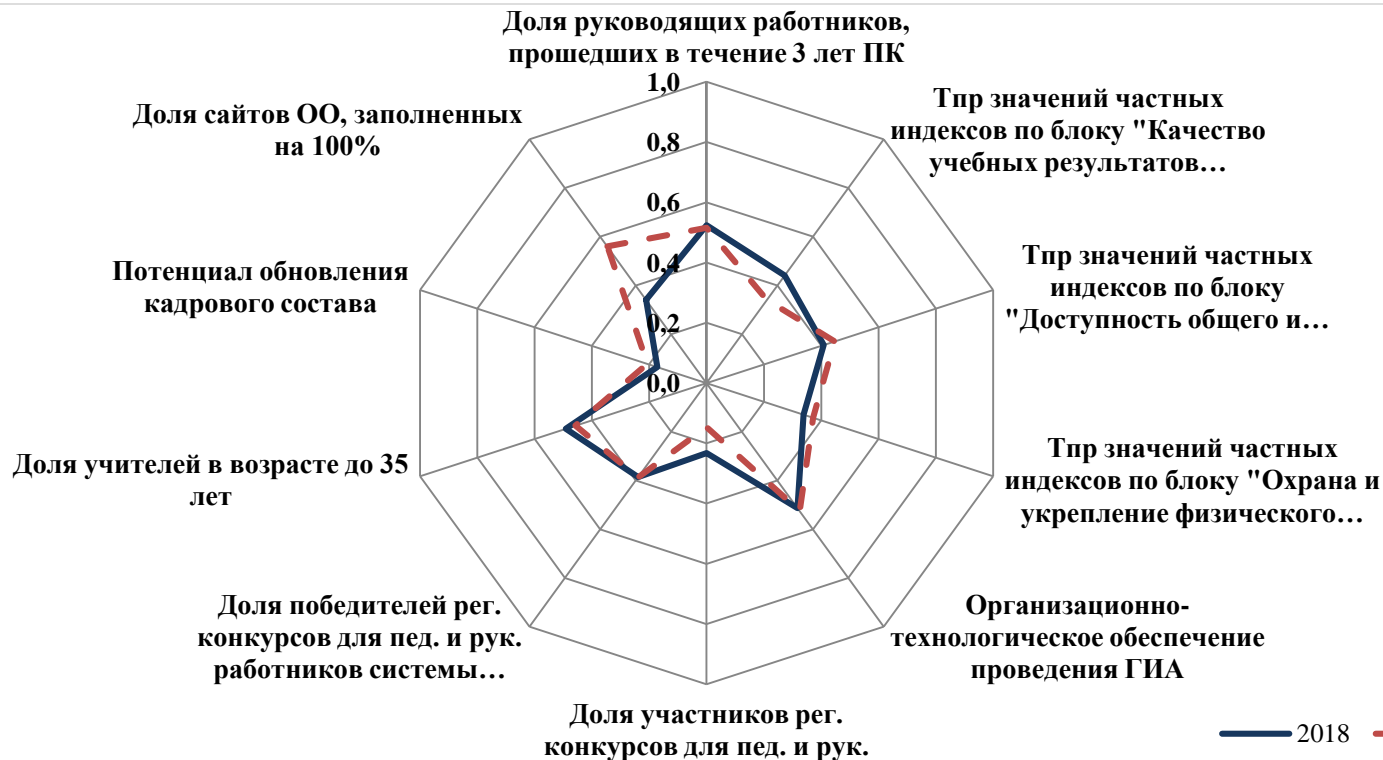 Доля руководящих работников,
прошедших в течение 3 лет ПК
Тпр значений частных
индексов по блоку "Качество
учебных результатов…
Тпр значений частных
индексов по блоку
"Доступность общего и…
Тпр значений частных
индексов по блоку "Охрана и
укрепление физического…
Организационно-
технологическое обеспечение
проведения ГИА
Доля участников рег.
конкурсов для пед. и рук.
Доля победителей рег.
конкурсов для пед. и рук.
работников системы…
Доля учителей в возрасте до 35
лет
Потенциал обновления
кадрового состава
Доля сайтов ОО, заполненных
на 100%
1,0
0,8
0,6
0,4
0,2
0,0
2018